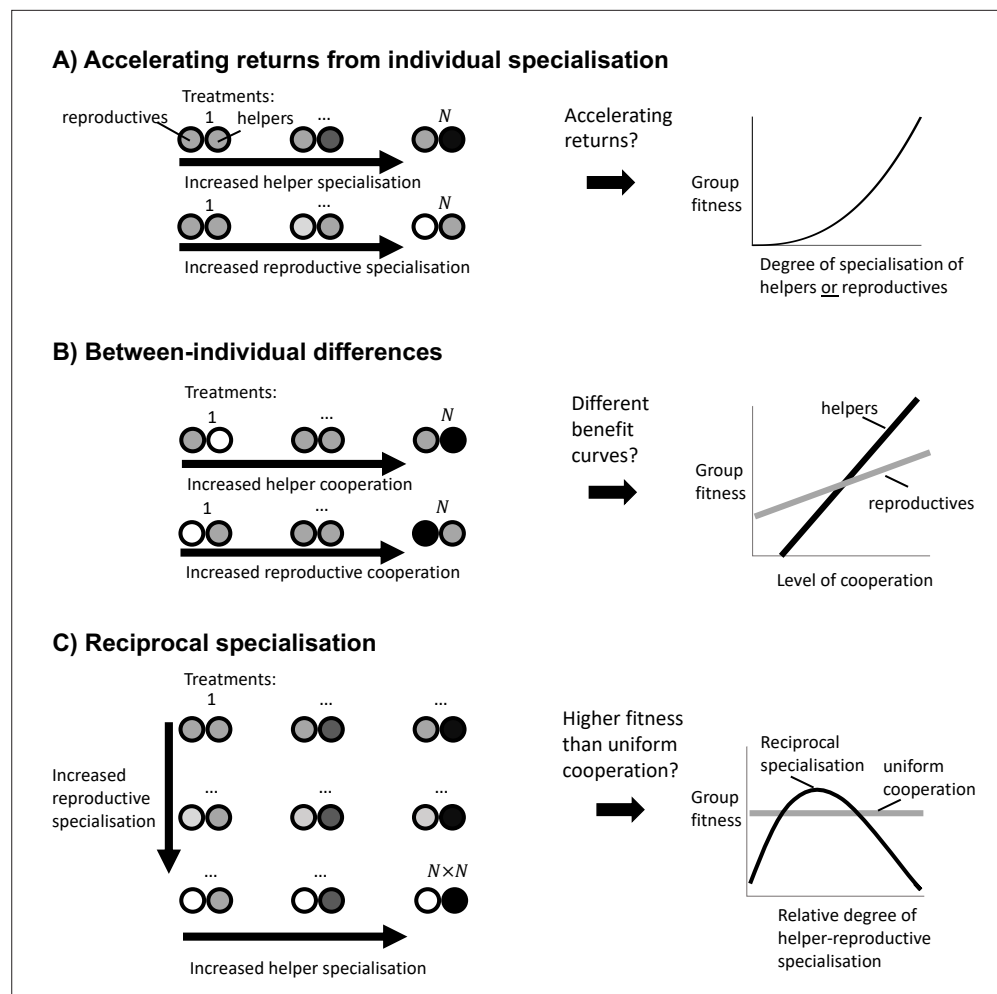 A) Accelerating returns from individual specialisation
Treatments:
reproductives
1
helpers
...
N
Increased helper specialisation
1
...
N
Increased reproductive specialisation
Accelerating
returns?
Group
fitness
Degree of specialisation of
helpers or reproductives
B) Between-individual differences
Treatments:
1
...
N
Increased helper cooperation
1
...
N
Increased reproductive cooperation
Different
benefit
curves?
helpers
Group
fitness
reproductives
Level of cooperation
C) Reciprocal specialisation
Treatments:
1
...
...
Increased
reproductive
specialisation
...
...
...
...
...
N×N
Increased helper specialisation
Higher fitness
than uniform
cooperation?
Reciprocal
specialisation
uniform
cooperation
Group
fitness
Relative degree of
helper-reproductive
specialisation